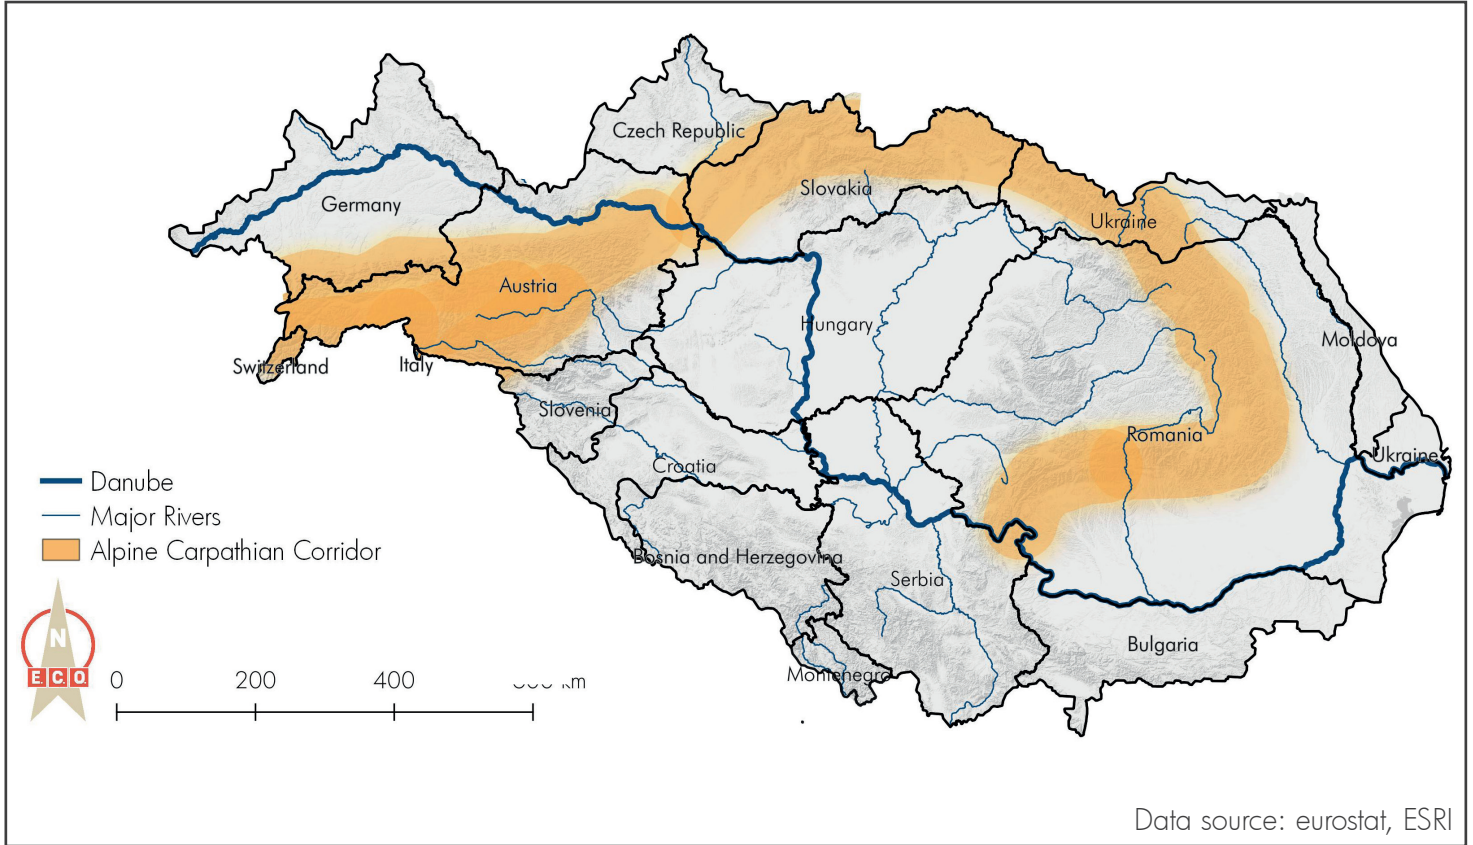 Czech Republic
Slovakia
Germany
Ukraine
Austria
Hungary
Moldova
Switzerland
Italy
Slovenia
Romania
Croatia
Ukraine
Danube
Major Rivers
Alpine Carpathian Corridor
Bosnia and Herzegovina
Serbia
Bulgaria
Montenegro
N
E.C.O.
0 200 400 km
Data source: eurostat, ESRI